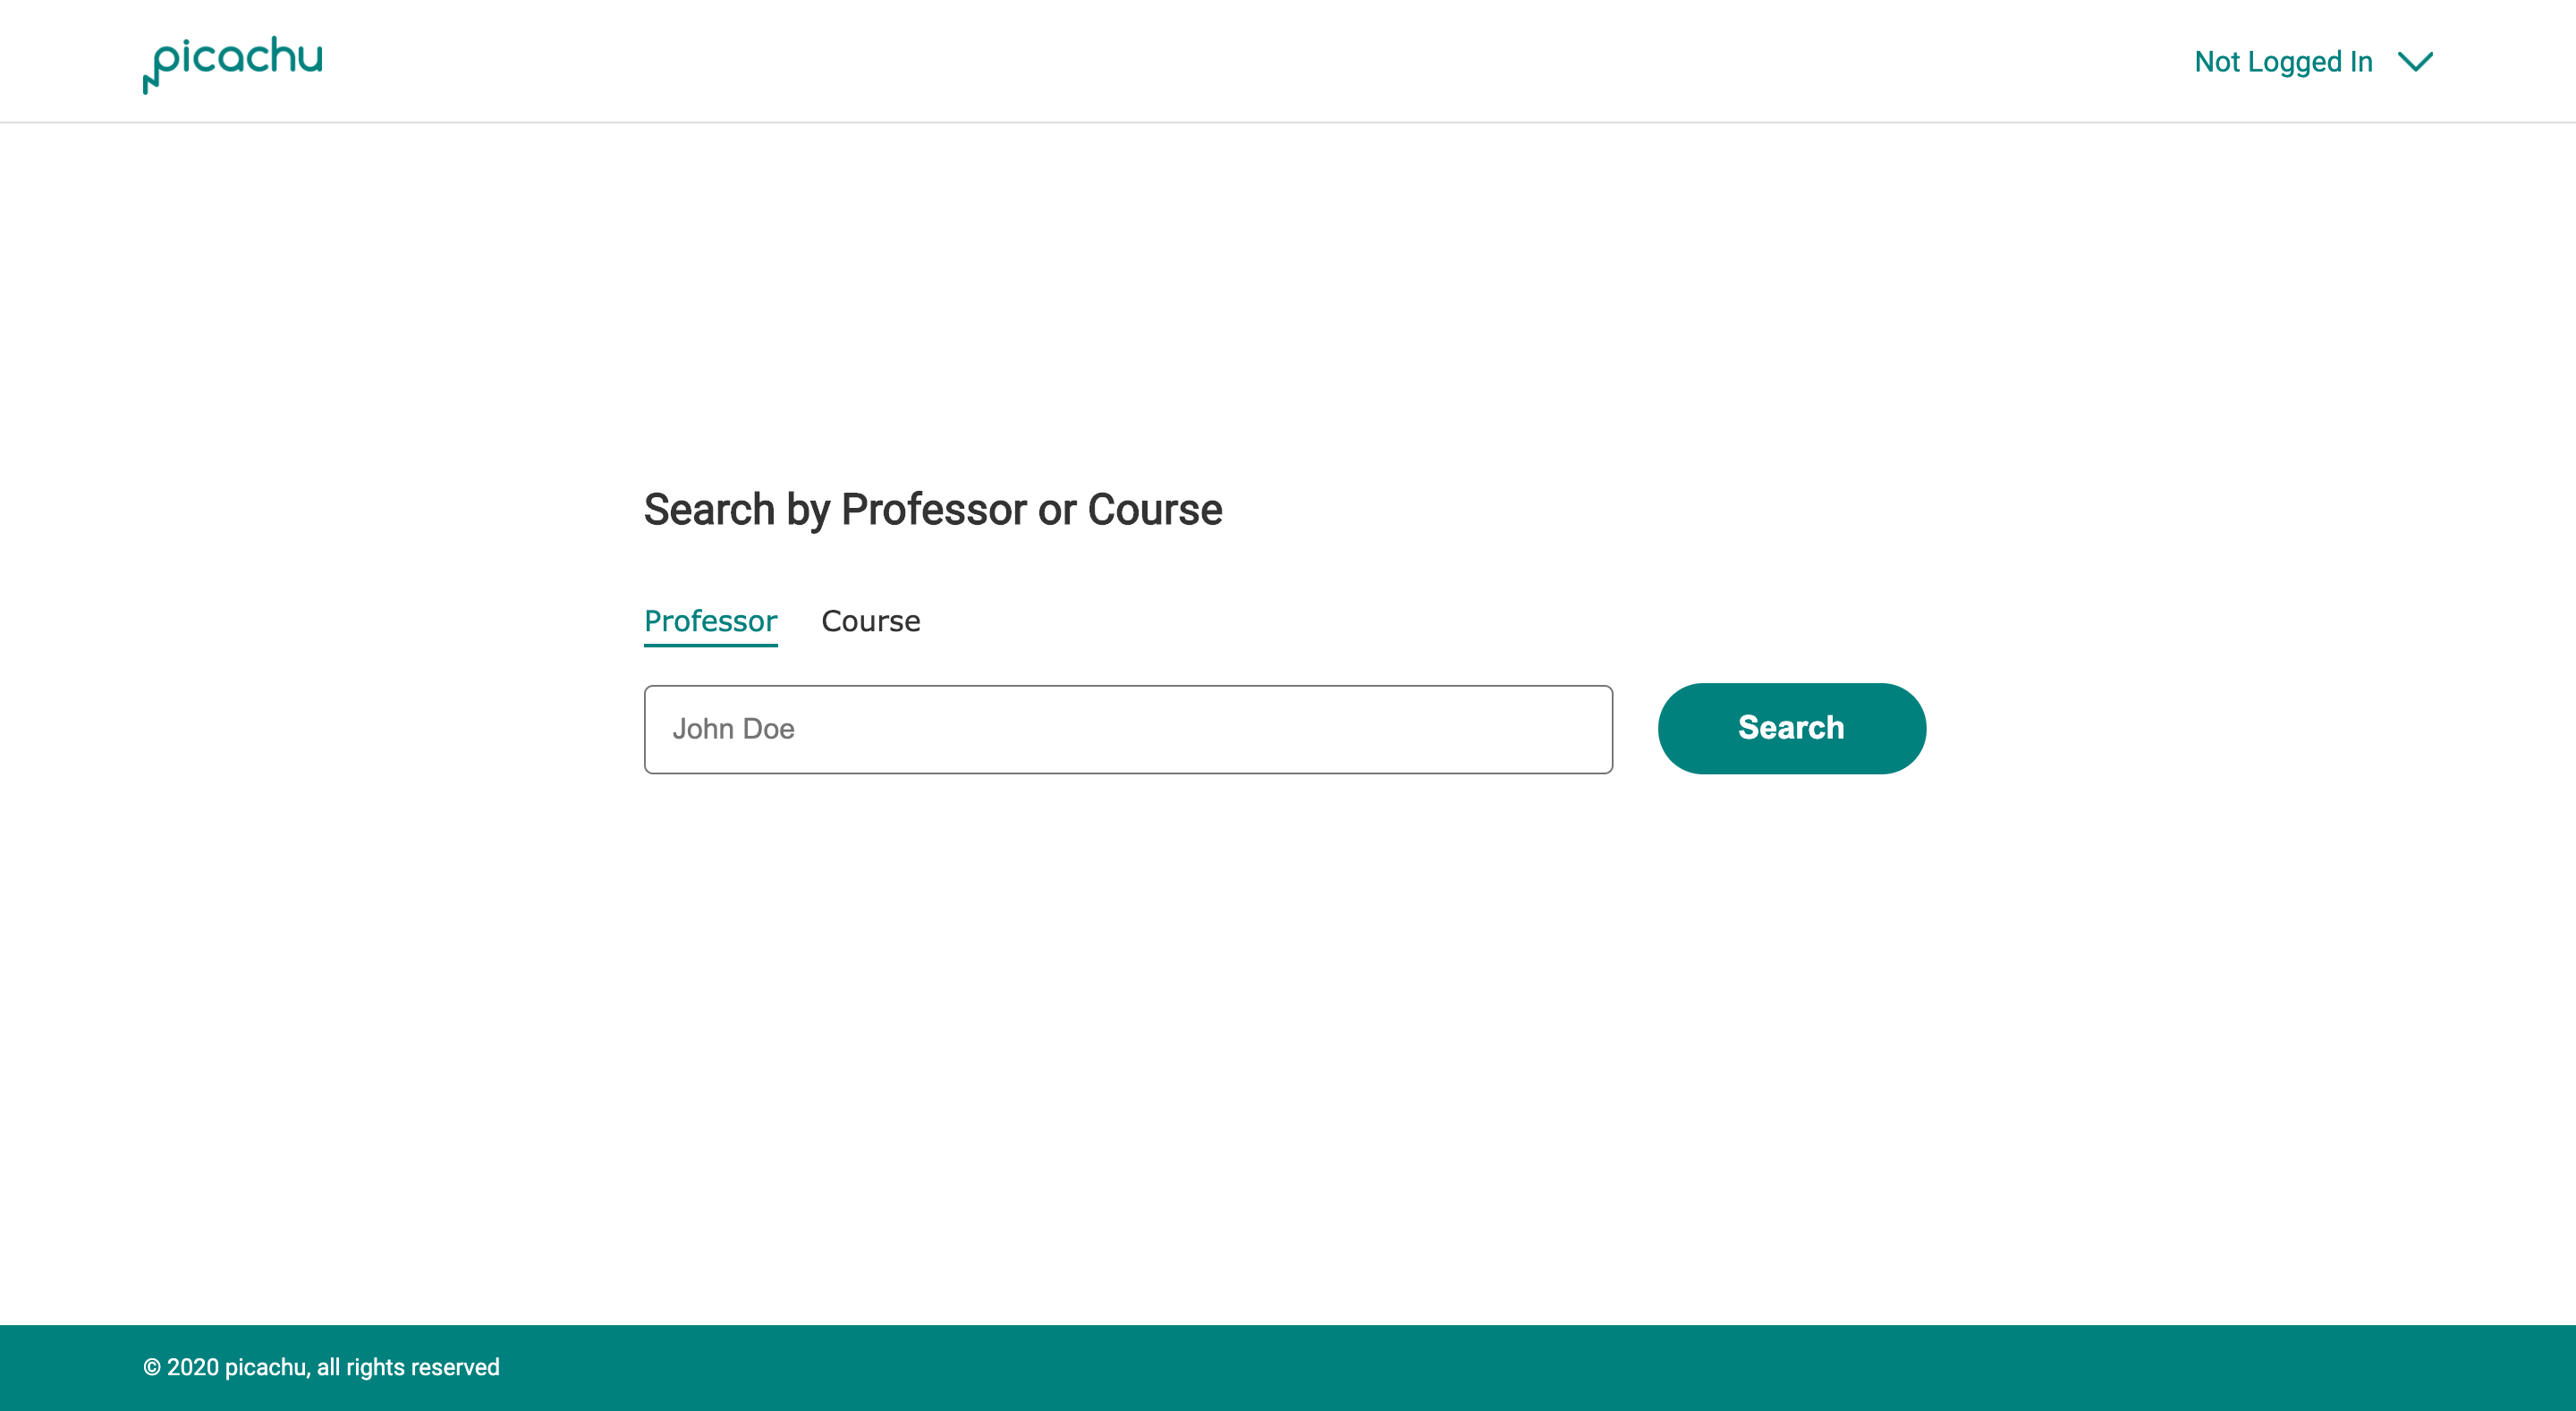 picachu
Not Logged In
Search by Professor or Course
Professor Course
John Doe
Search
© 2020 picachu, all rights reserved